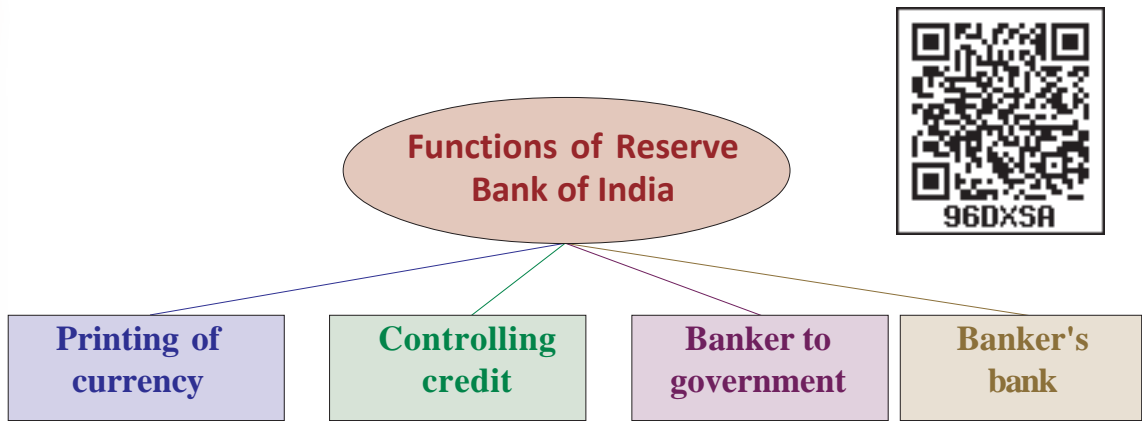 Functions of Reserve
Bank of India
96DXSA
Printing of
currency
Controlling
credit
Banker to
government
Banker's
bank